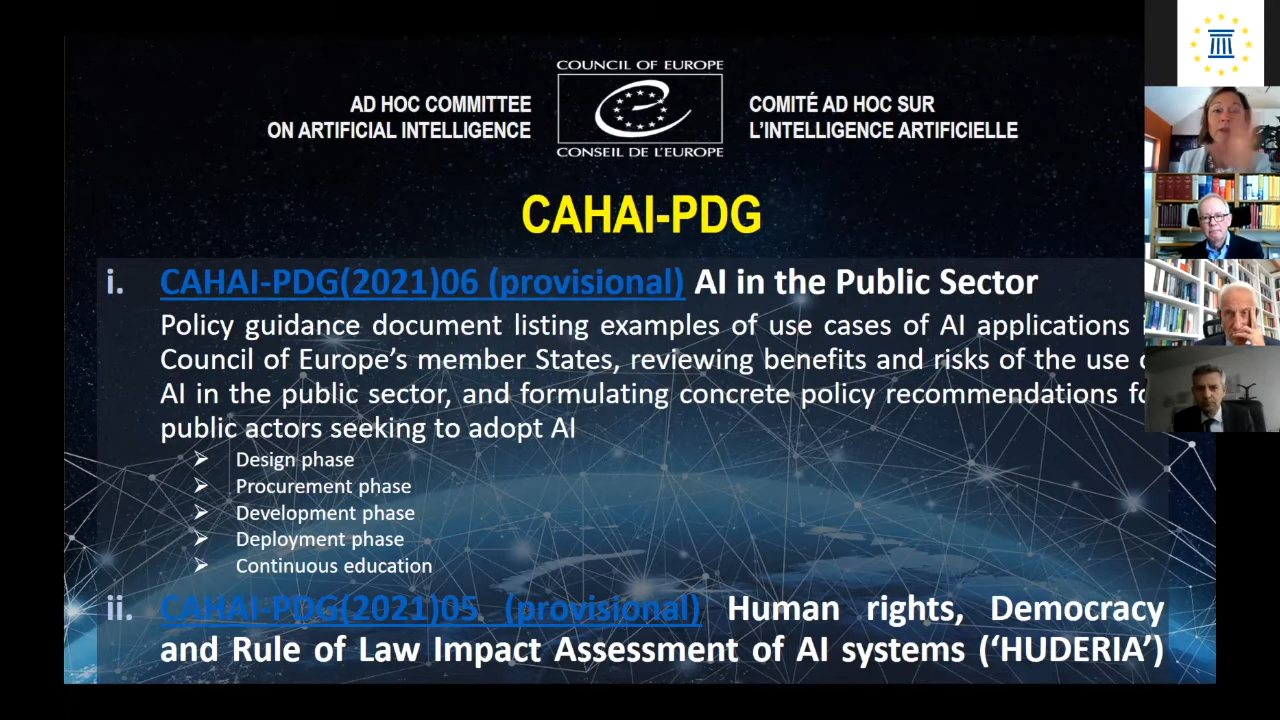 COUNCIL OF EUROPE
AD HOC COMMITTEE
ON ARTIFICIAL INTELLIGENCE
COMITÉ AD HOC SUR
L'INTELLIGENCE ARTIFICIELLE
CONSEIL DE L'EUROPE
CAHAI-PDG
i. CAHAI-PDG(2021)06 (provisional) AI in the Public Sector
Policy guidance document listing examples of use cases of AI applications
Council of Europe's member States, reviewing benefits and risks of the use
AI in the public sector, and formulating concrete policy recommendations
public actors seeking to adopt AI
➢ Design phase
➢ Procurement phase
➢ Development phase
➢ Deployment phase
➢ Continuous education
ii. CAHAI-PDG(2021)05 (provisional) Human rights, Democracy
and Rule of Law Impact Assessment of AI systems ('HUDERIA')